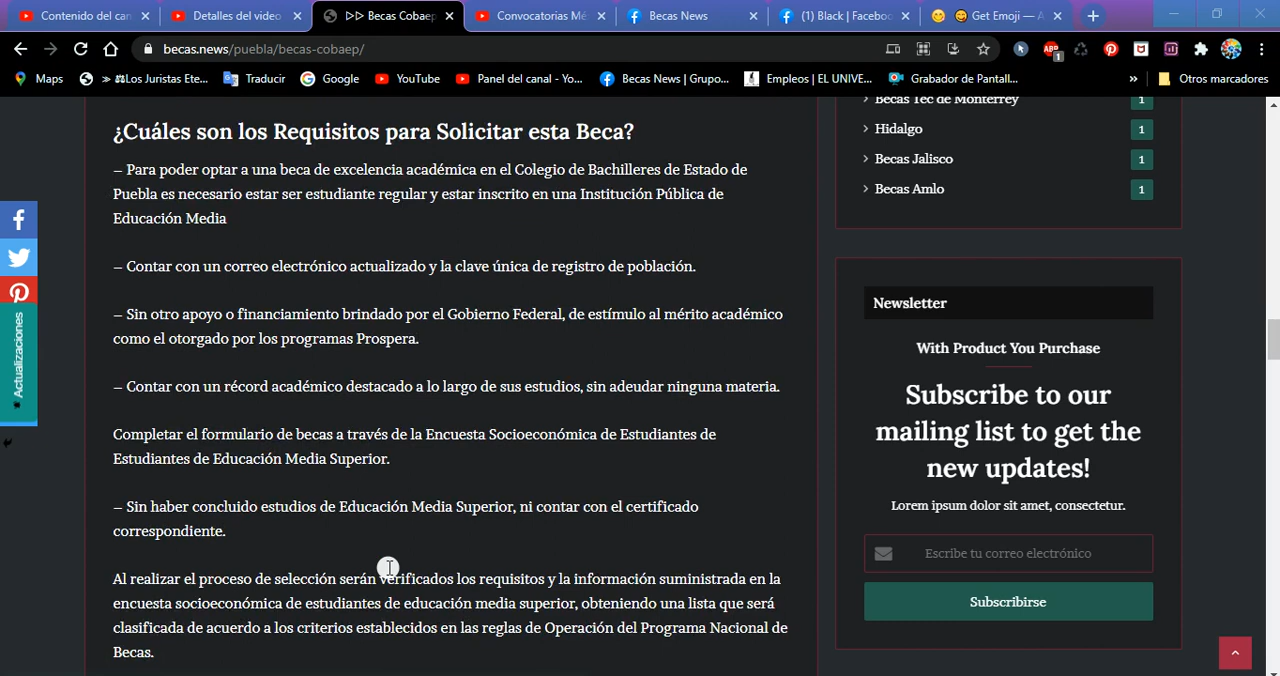 Contenido del can
Detalles del video
▷▷ Becas Cobaep
Convocatorias Mé
Becas News
(1) Black | Faceboo
😄 Get Emoji — A
becas.news/puebla/becas-cobaep/
Maps
» ⚖Los Juristas Ete...
Traducir
Google
YouTube
Panel del canal - Yo...
Becas News | Grupo...
Empleos | EL UNIVE...
Grabador de Pantall...
»
Otros marcadores
ABP
1
¿Cuáles son los Requisitos para Solicitar esta Beca?
– Para poder optar a una beca de excelencia académica en el Colegio de Bachilleres de Estado de
Puebla es necesario estar ser estudiante regular y estar inscrito en una Institución Pública de
Educación Media
– Contar con un correo electrónico actualizado y la clave única de registro de población.
– Sin otro apoyo o financiamiento brindado por el Gobierno Federal, de estímulo al mérito académico
como el otorgado por los programas Prospera.
– Contar con un récord académico destacado a lo largo de sus estudios, sin adeudar ninguna materia.
Completar el formulario de becas a través de la Encuesta Socioeconómica de Estudiantes de
Estudiantes de Educación Media Superior.
– Sin haber concluido estudios de Educación Media Superior, ni contar con el certificado
correspondiente.
Al realizar el proceso de selección serán verificados los requisitos y la información suministrada en la
encuesta socioeconómica de estudiantes de educación media superior, obteniendo una lista que será
clasificada de acuerdo a los criterios establecidos en las reglas de Operación del Programa Nacional de
Becas.
Actualizaciones
Becas Tec de Monterrey 1
Hidalgo 1
Becas Jalisco 1
Becas Amlo 1
Newsletter
With Product You Purchase
Subscribe to our
mailing list to get the
new updates!
Lorem ipsum dolor sit amet, consectetur.
Escribe tu correo electrónico
Subscribirse